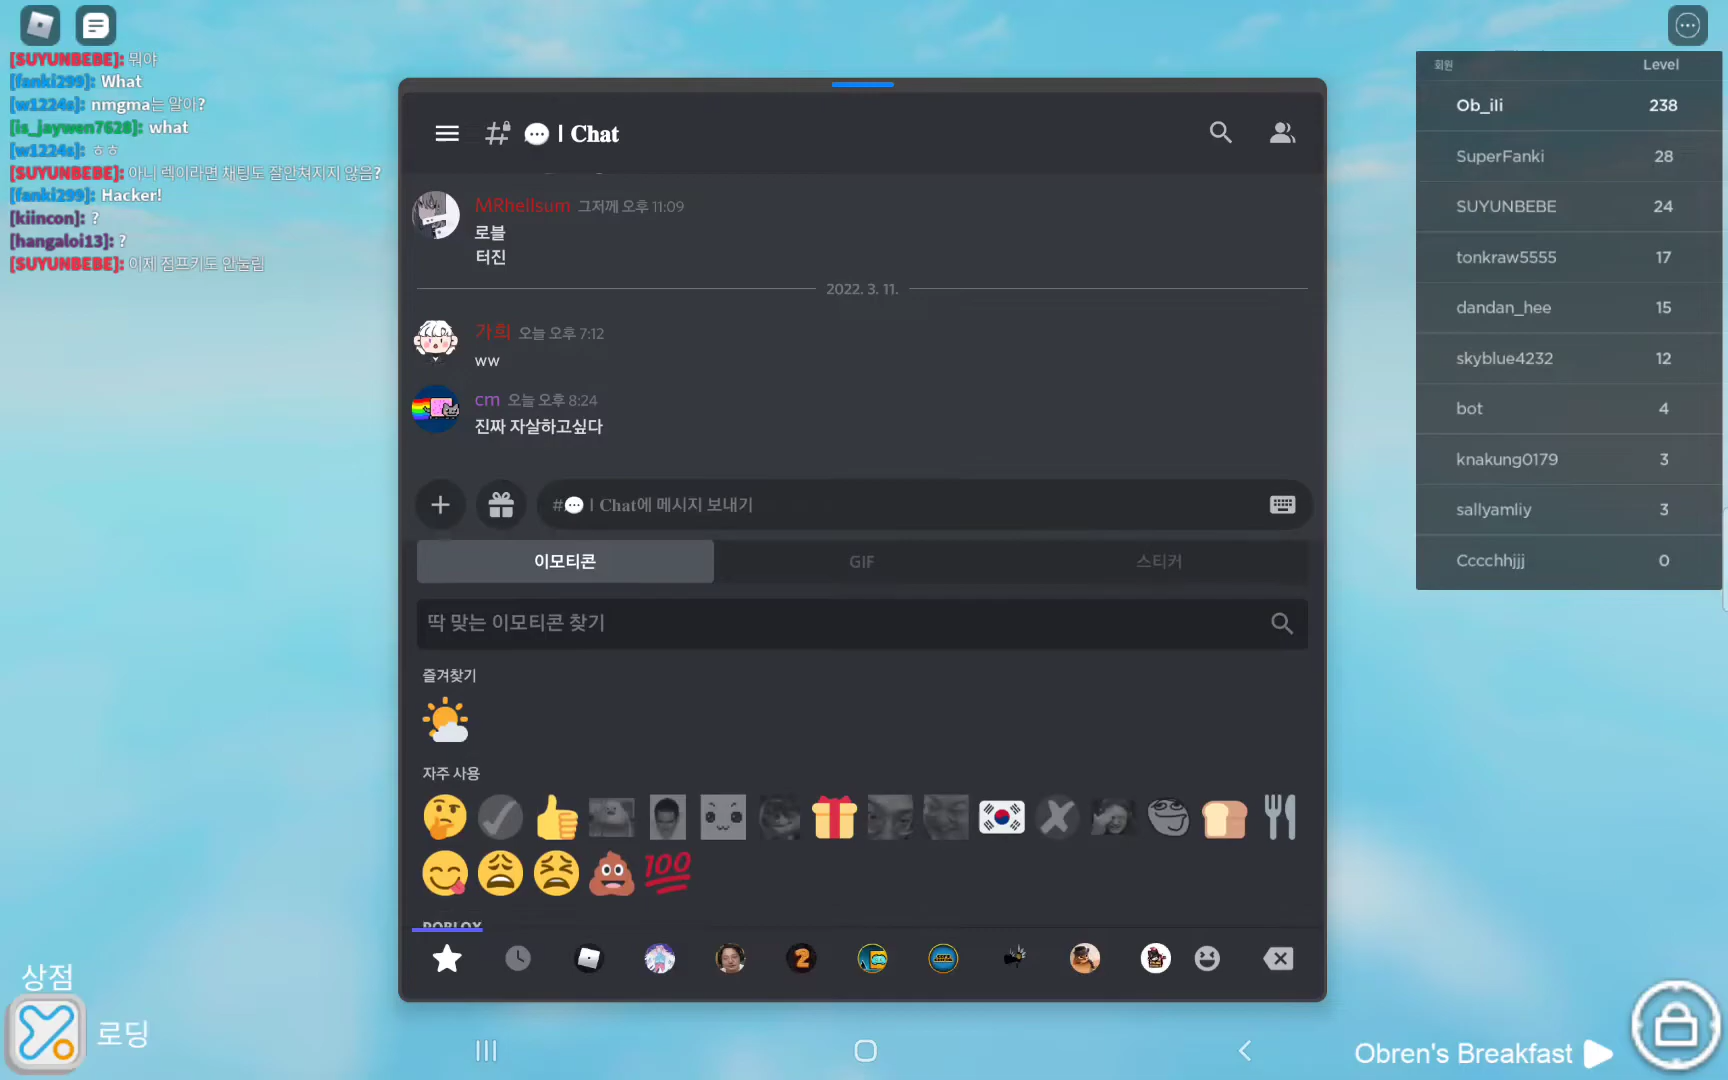 [SUYUNBEBE]: 뭐야
[fanki299]: What
[w1224s]: nmgma는 알아?
[is_jaywen7628]: what
[w1224s]: ㅎㅎ
[SUYUNBEBE]: 아니 렉이라면 채팅도 잘안쳐지지 않음?
[fanki299]: Hacker!
[kiincon]: ?
[hangaloi13]: ?
[SUYUNBEBE]: 이제 점프키도 안눌림
# | Chat
MRhellsum 그저께 오후 11:09
로블
터진
2022. 3. 11.
가희 오늘 오후 7:12
ww
cm 오늘 오후 8:24
진짜 자살하고싶다
# | Chat에 메시지 보내기
이모티콘 GIF 스티커
딱 맞는 이모티콘 찾기
즐겨찾기
자주 사용
100
ROBLOX
2
회원 Level
Ob_ili 238
SuperFanki 28
SUYUNBEBE 24
tonkraw5555 17
dandan_hee 15
skyblue4232 12
bot 4
knakung0179 3
sallyamliy 3
Cccchhjjj 0
상점
로딩
Obren's Breakfast